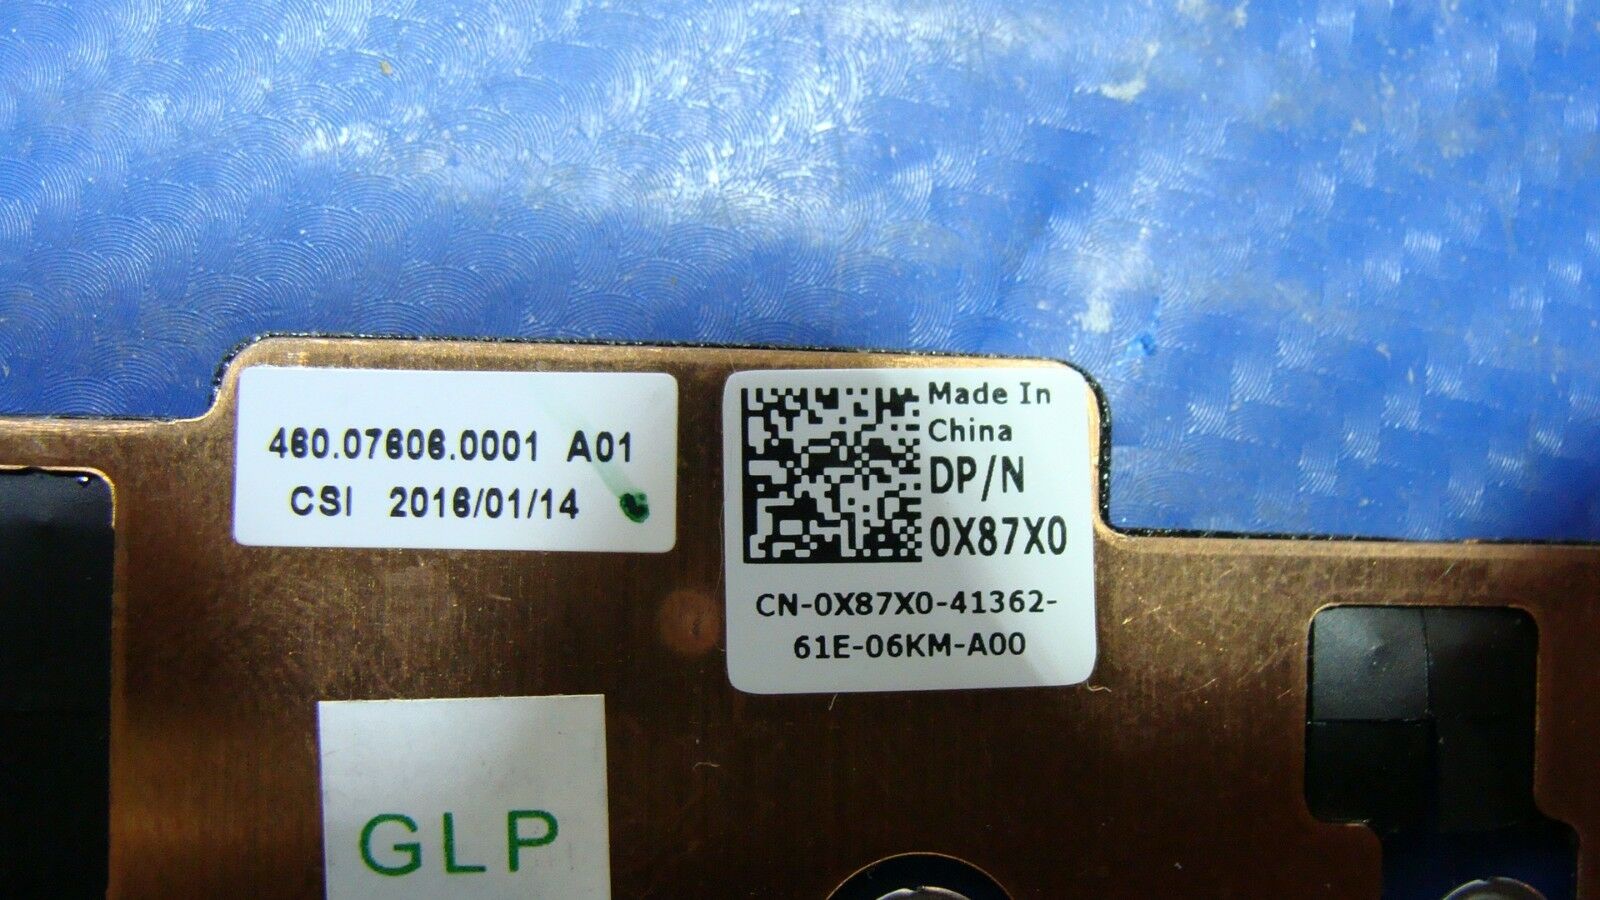 460.07606.0001 A01
CSI 2016/01/14
Made In
China
DP/N
0X87X0
CN-0X87X0-41362-
61E-06KM-A00
GLP